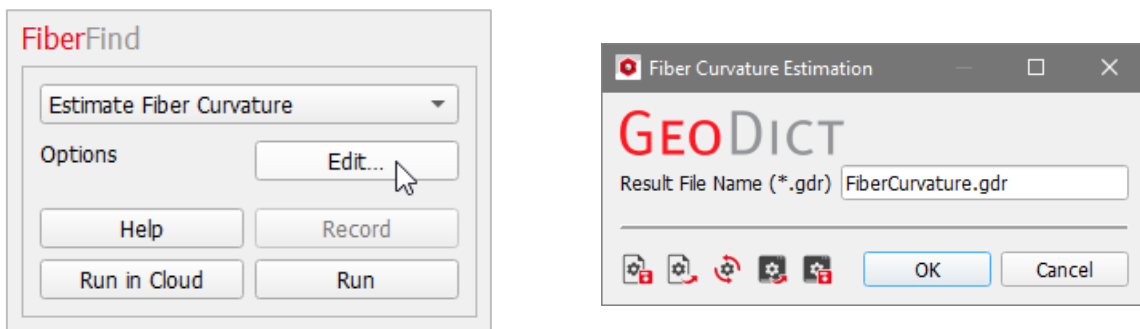 FiberFind
Estimate Fiber Curvature
Options
Edit...
Help
Record
Run in Cloud
Run
Fiber Curvature Estimation
GEODICT
Result File Name (*.gdr)
FiberCurvature.gdr
OK
Cancel